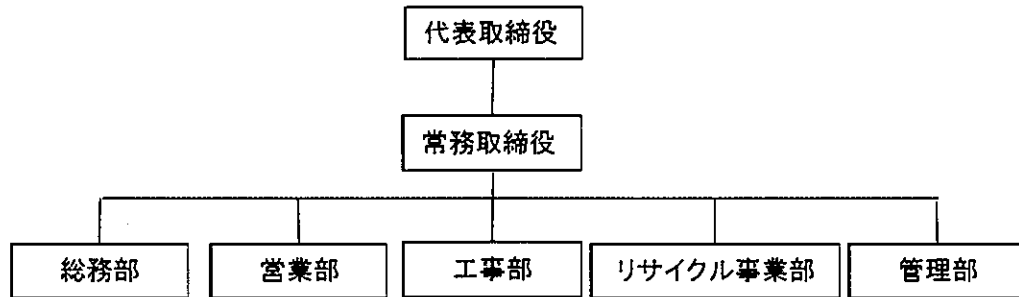 代表取締役
常務取締役
総務部
営業部
工事部
リサイクル事業部
管理部